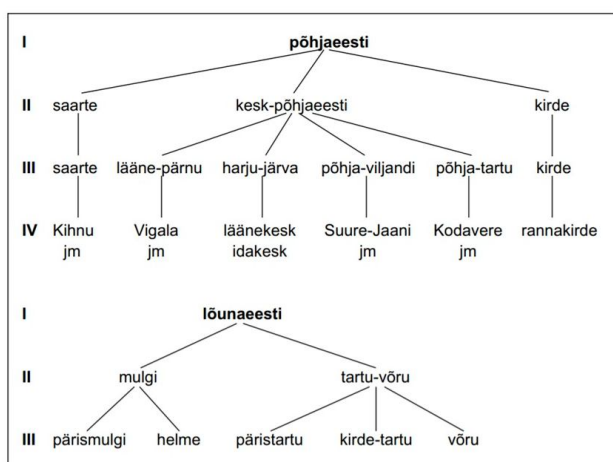 I põhjaeesti
II saarte kesk-põhjaeesti kirde
III saarte lääne-pärnu harju-järva põhja-viljandi põhja-tartu kirde
IV Kihnu Vigala läänekesk Suure-Jaani Kodavere rannakirde
jm jm idakesk jm jm
I lõunaeesti
II mulgi tartu-võru
III pärismulgi helme päristartu kirde-tartu võru